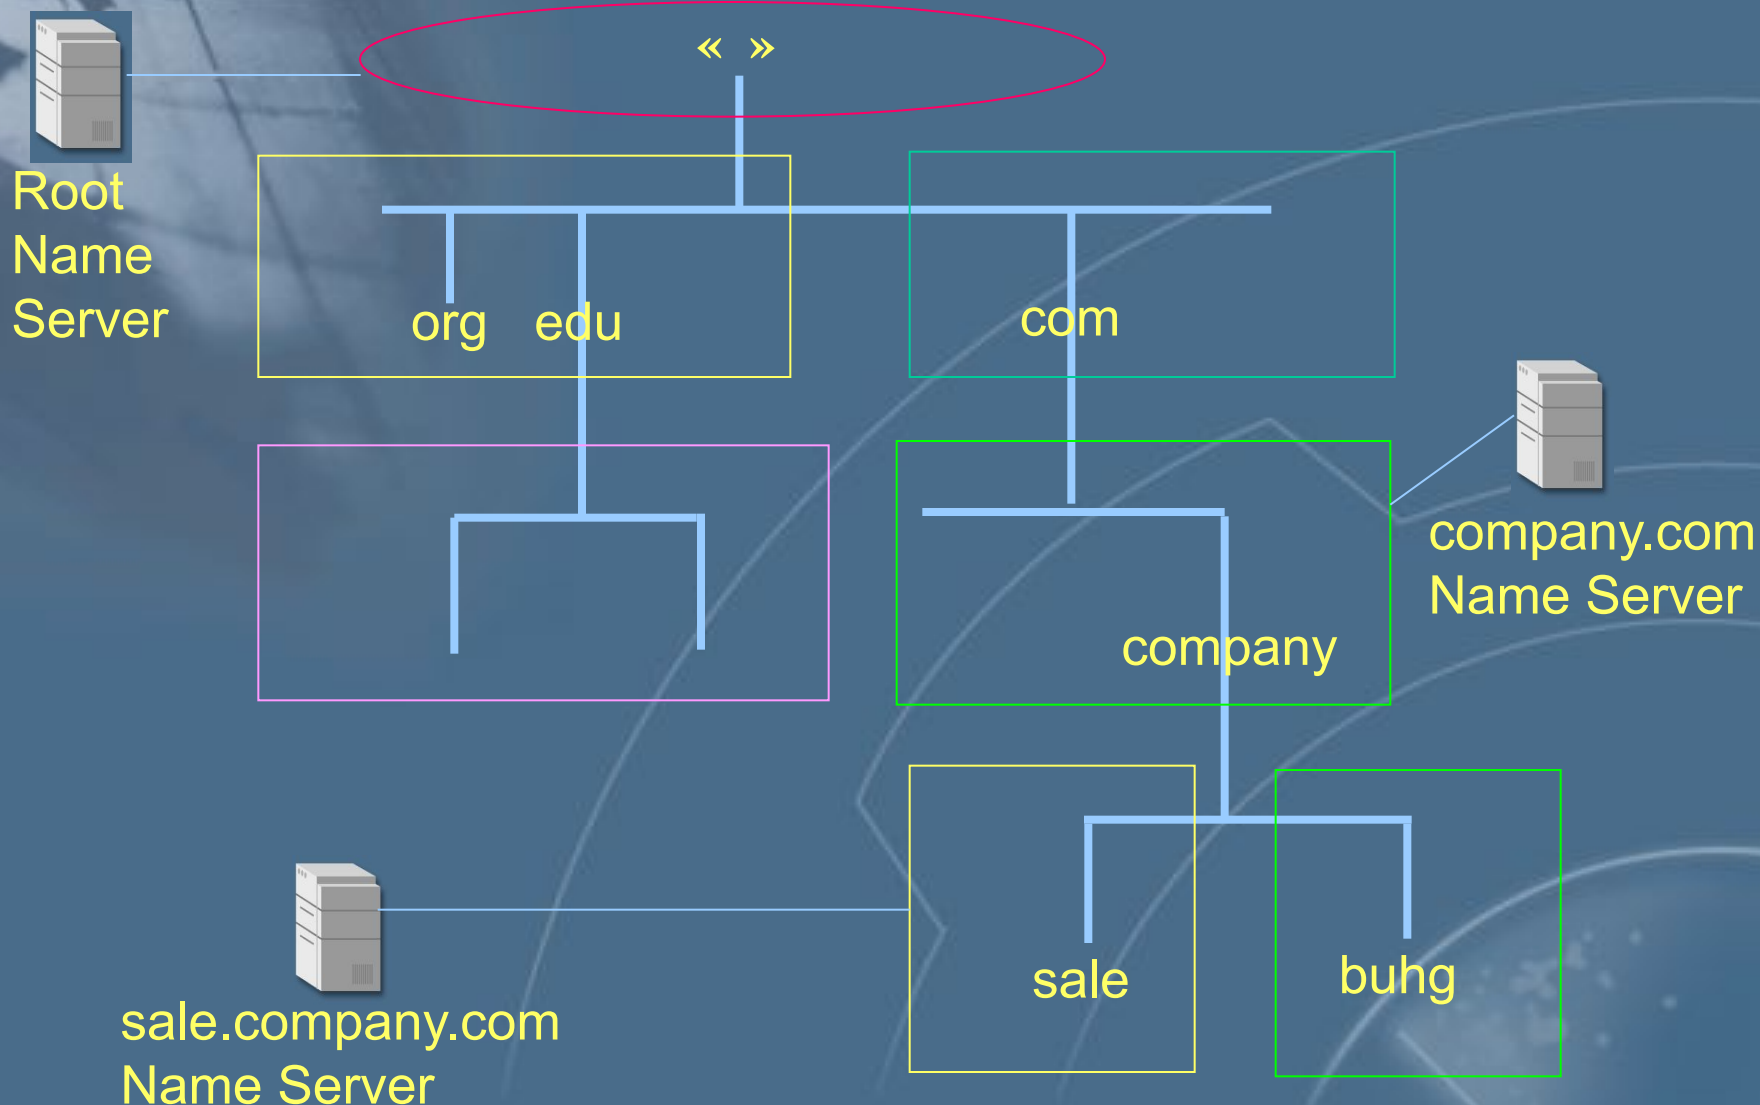 « »
Root
Name
Server
org edu
com
company.com
Name Server
company
sale
buhg
sale.company.com
Name Server